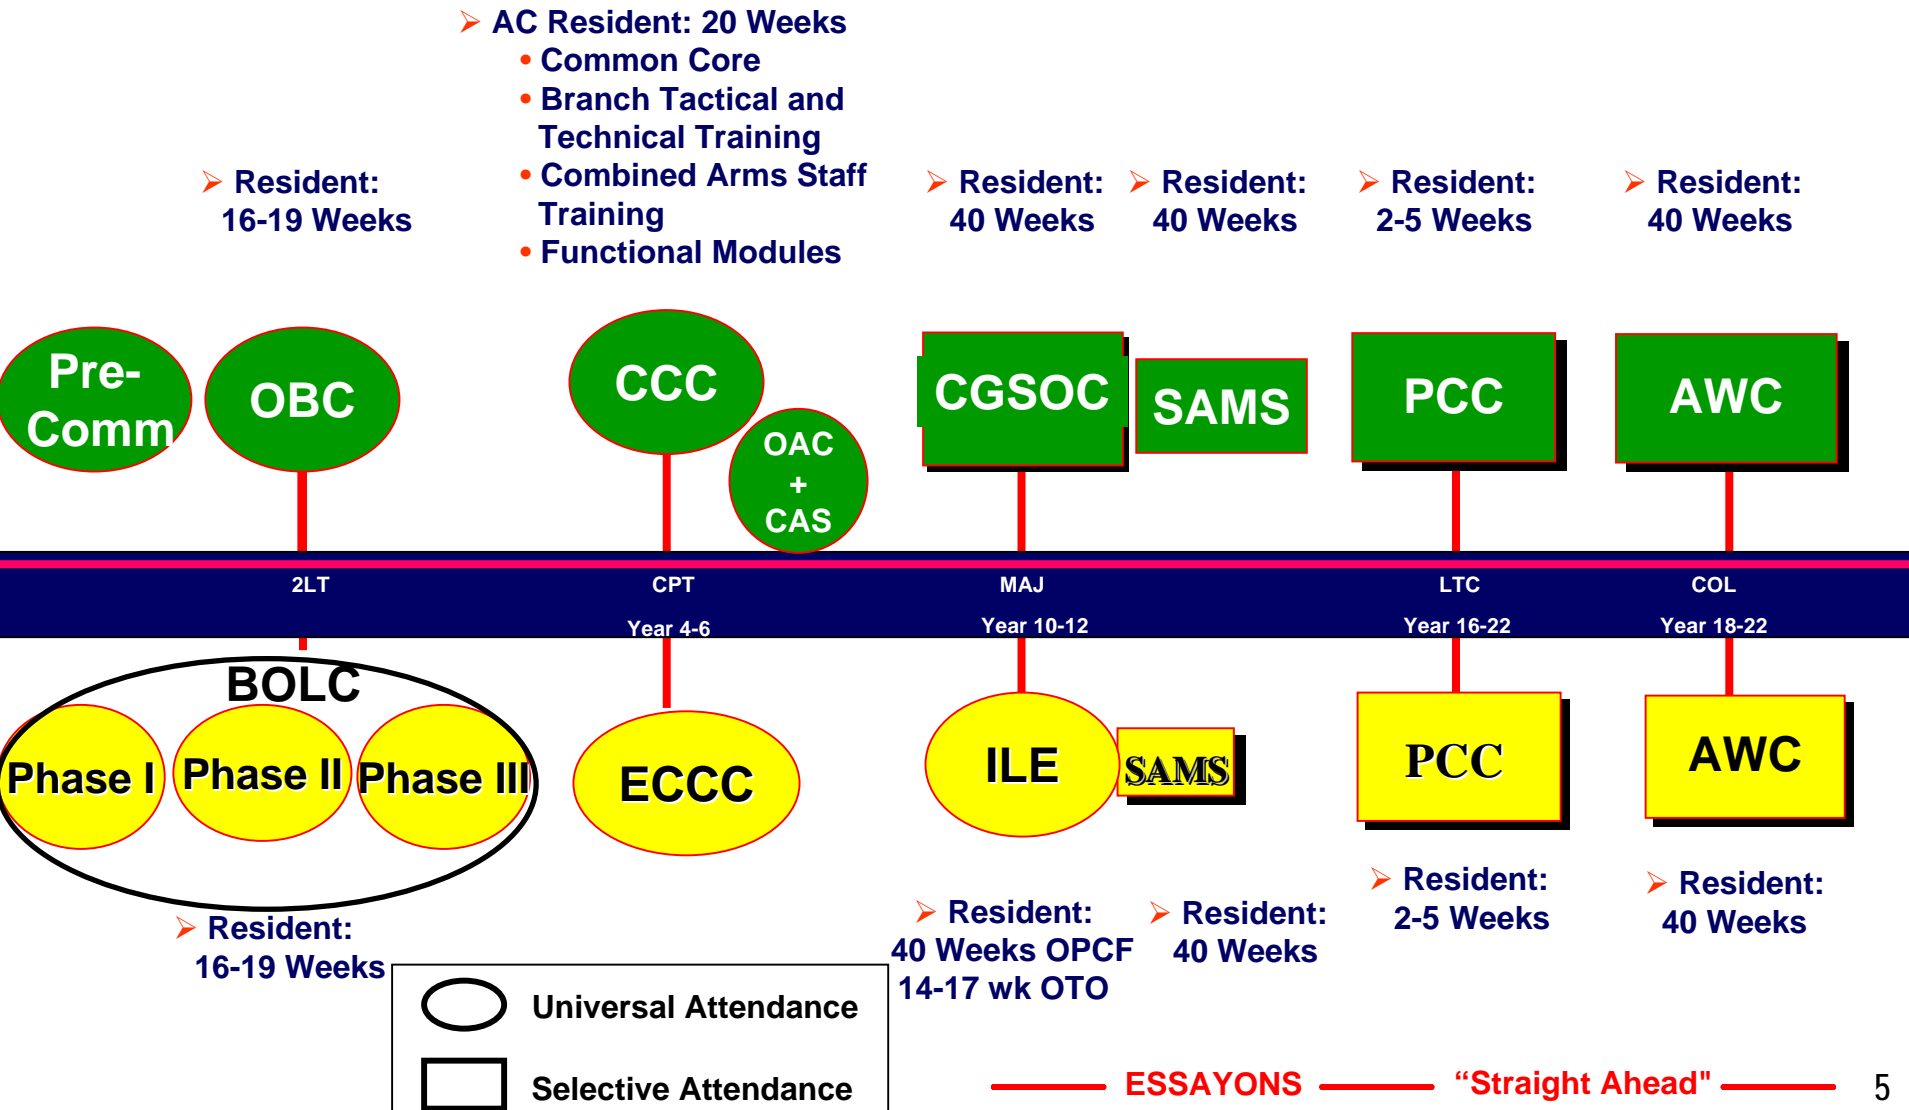 ➢ AC Resident: 20 Weeks
• Common Core
• Branch Tactical and
Technical Training
• Combined Arms Staff
Training
• Functional Modules
➢ Resident:
16-19 Weeks
➢ Resident:
40 Weeks
➢ Resident:
40 Weeks
➢ Resident:
2-5 Weeks
➢ Resident:
40 Weeks
Pre-
Comm
OBC
CCC
OAC
+
CAS
CGSOC
SAMS
PCC
AWC
2LT
CPT
Year 4-6
MAJ
Year 10-12
LTC
Year 16-22
COL
Year 18-22
BOLC
Phase I
Phase II
Phase III
ECCC
ILE
SAMS
PCC
AWC
➢ Resident:
16-19 Weeks
➢ Resident:
40 Weeks OPCF
14-17 wk OTO
➢ Resident:
40 Weeks
➢ Resident:
2-5 Weeks
➢ Resident:
40 Weeks
Universal Attendance
Selective Attendance
ESSAYONS “Straight Ahead"
5